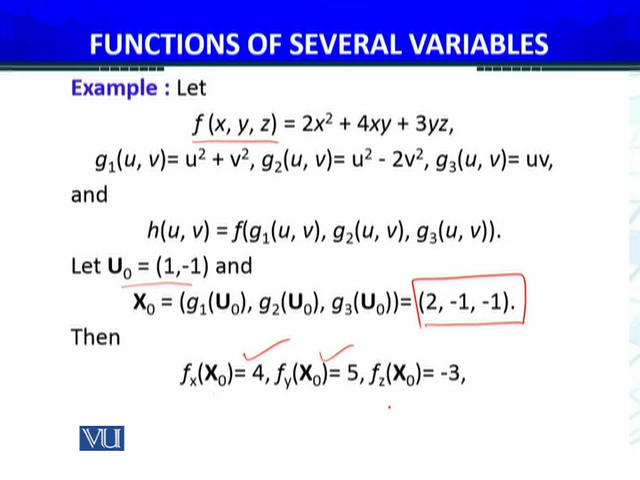 FUNCTIONS OF SEVERAL VARIABLES
Example : Let
f (x, y, z) = 2x² + 4xy + 3yz,
g₁(u, v)= u² + v², g₂(u, v)= u² - 2v², g₃(u, v)= uv,
and
h(u, v) = f(g₁(u, v), g₂(u, v), g₃(u, v)).
Let U₀ = (1,-1) and
X₀ = (g₁(U₀), g₂(U₀), g₃(U₀))= (2, -1, -1).
Then
fₓ(X₀)= 4, fᵧ(X₀)= 5, f_z(X₀)= -3,
VU